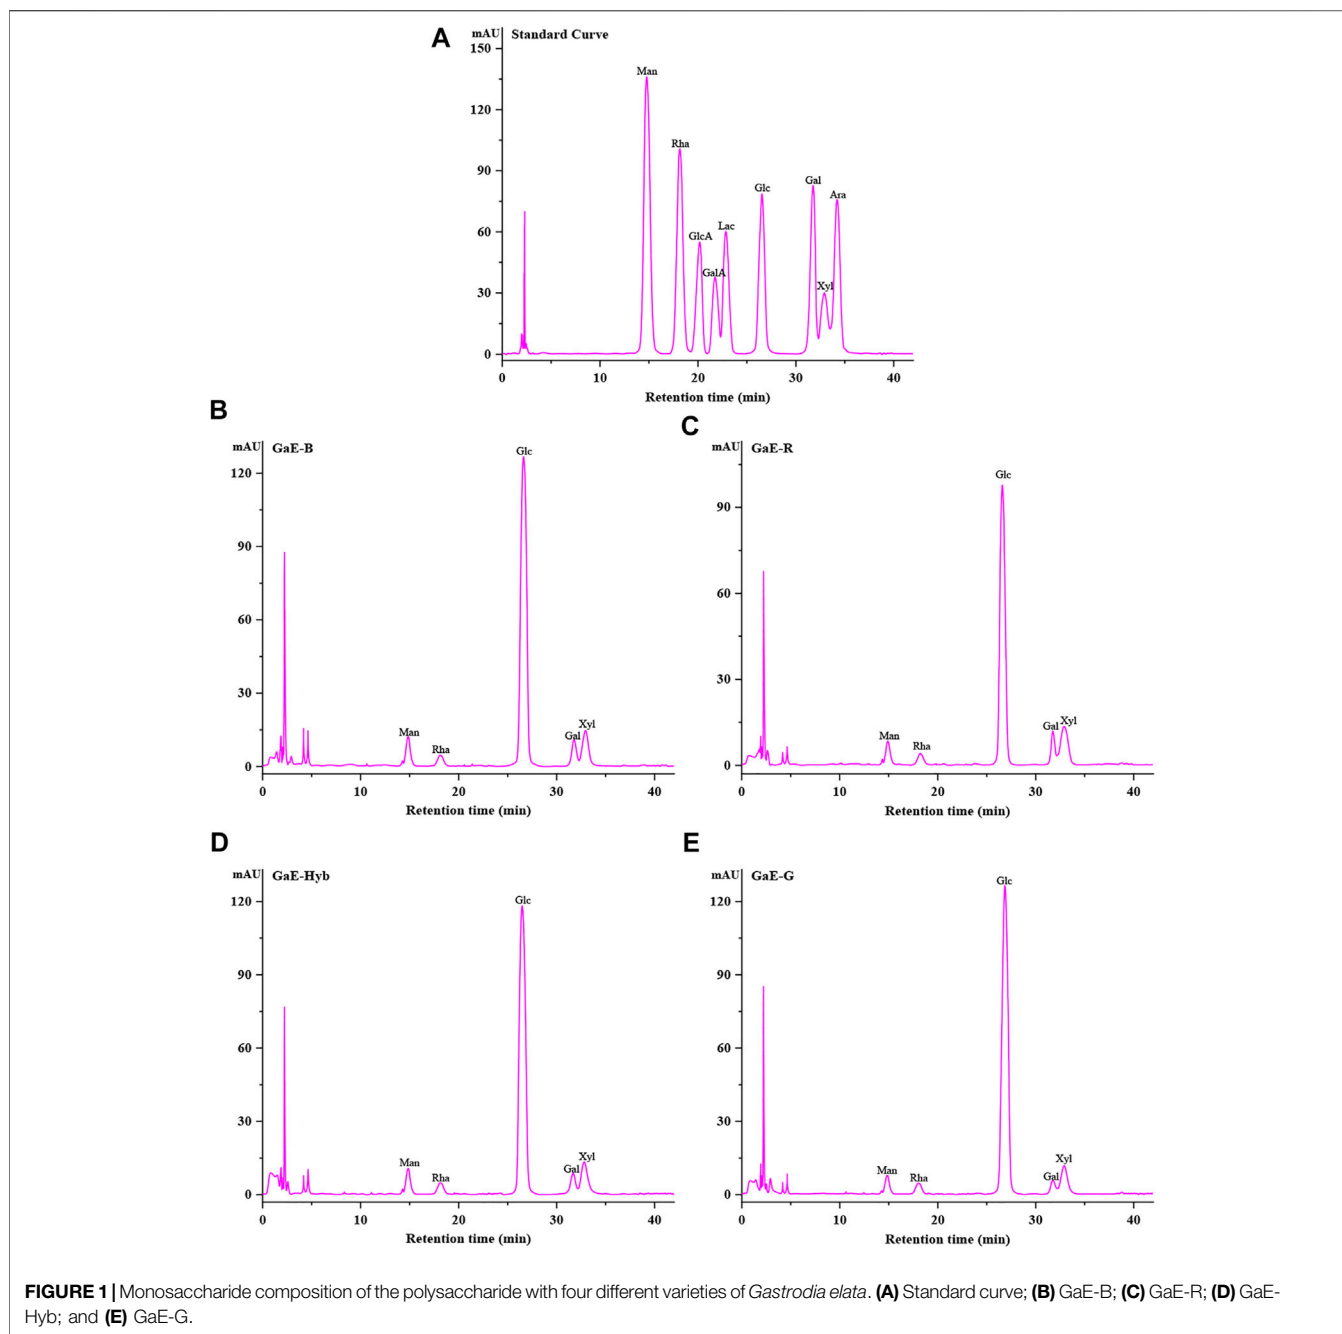 A
mAU
Standard Curve
150
120
90
60
30
0
Man
Rha
GlcA
GalA
Lac
Glc
Gal
Xyl
Ara
0 10 20 30 40
Retention time (min)
B
mAU
GaE-B
120
90
60
30
0
Man
Rha
Glc
Gal
Xyl
0 10 20 30 40
Retention time (min)
C
mAU
GaE-R
90
60
30
0
Man
Rha
Glc
Gal
Xyl
0 10 20 30 40
Retention time (min)
D
mAU
GaE-Hyb
120
90
60
30
0
Man
Rha
Glc
Gal
Xyl
0 10 20 30 40
Retention time (min)
E
mAU
GaE-G
120
90
60
30
0
Man
Rha
Glc
Gal
Xyl
0 10 20 30 40
Retention time (min)
FIGURE 1 | Monosaccharide composition of the polysaccharide with four different varieties of Gastrodia elata. (A) Standard curve; (B) GaE-B; (C) GaE-R; (D) GaE-
Hyb; and (E) GaE-G.